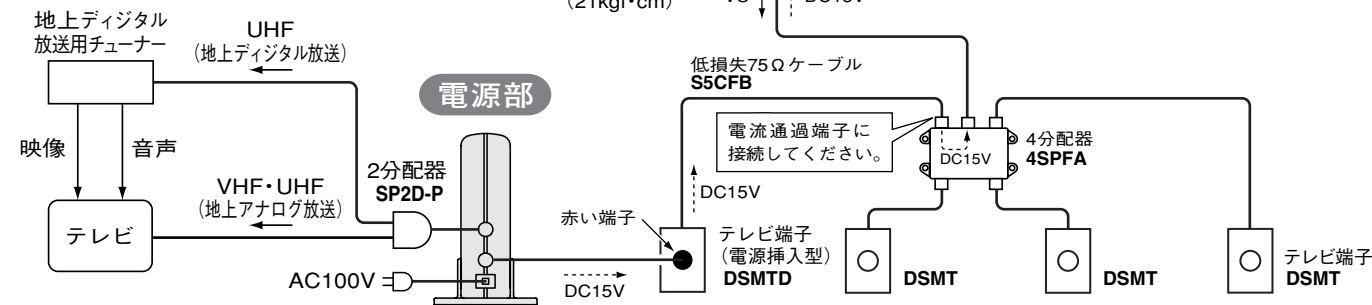 (21kgf•cm)
DC15V
地上ディジタル
放送用チューナー
UHF
(地上ディジタル放送)
映像
音声
VHF•UHF
(地上アナログ放送)
テレビ
電源部
2分配器
SP2D-P
AC100V
DC15V
赤い端子
低損失75Ωケーブル
S5CFB
電流通過端子に
接続してください。
DC15V
テレビ端子
(電源挿入型)
DSMTD
DC15V
4分配器
4SPFA
DSMT
DSMT
テレビ端子
DSMT